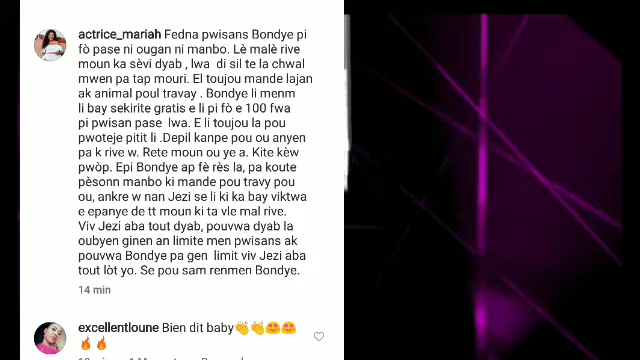 actrice_mariah Fedna pwisans Bondye pi
fò pase ni ougan ni manbo. Lè malè rive
moun ka sèvi dyab , lwa  di sil te la chwal
mwen pa tap mouri. El toujou mande lajan
ak animal poul travay . Bondye li menm
li bay sekirite gratis e li pi fò e 100 fwa
pi pwisan pase  lwa. E li toujou la pou
pwoteje pitit li .Depil kanpe pou ou anyen
pa k rive w. Rete moun ou ye a. Kite kèw
pwòp. Epi Bondye ap fè rès la, pa koute
pèsonn manbo ki mande pou travy pou
ou, ankre w nan Jezi se li ki ka bay viktwa
e epanye de tt moun ki ta vle mal rive.
Viv Jezi aba tout dyab, pouvwa dyab la
oubyen ginen an limite men pwisans ak
pouvwa Bondye pa gen  limit viv Jezi aba
tout lòt yo. Se pou sam renmen Bondye.
14 min
excellentloune Bien dit baby👏👏😍😍
🔥🔥